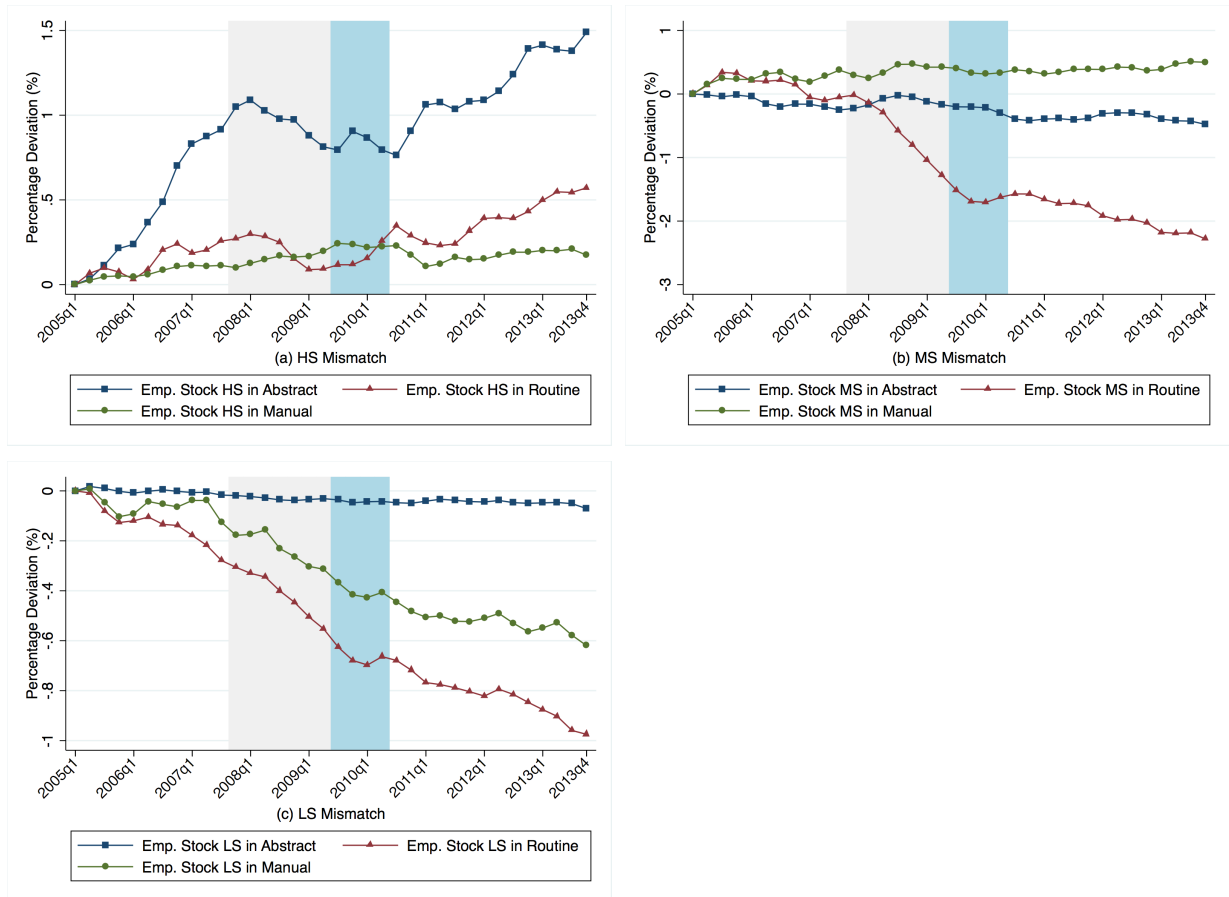 Percentage Deviation (%)
1.5
1
.5
0
2005q1
2006q1
2007q1
2008q1
2009q1
2010q1
2011q1
2012q1
2013q1
2013q4
(a) HS Mismatch
Emp. Stock HS in Abstract
Emp. Stock HS in Routine
Emp. Stock HS in Manual
Percentage Deviation (%)
1
0
-1
-2
-3
2005q1
2006q1
2007q1
2008q1
2009q1
2010q1
2011q1
2012q1
2013q1
2013q4
(b) MS Mismatch
Emp. Stock MS in Abstract
Emp. Stock MS in Routine
Emp. Stock MS in Manual
Percentage Deviation (%)
0
-.2
-.4
-.6
-.8
-1
2005q1
2006q1
2007q1
2008q1
2009q1
2010q1
2011q1
2012q1
2013q1
2013q4
(c) LS Mismatch
Emp. Stock LS in Abstract
Emp. Stock LS in Routine
Emp. Stock LS in Manual